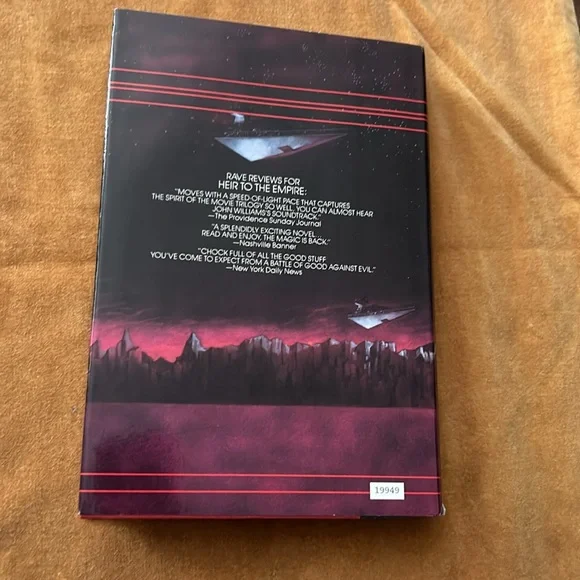 RAVE REVIEWS FOR
HEIR TO THE EMPIRE:
"MOVES WITH A SPEED-OF-LIGHT PACE THAT CAPTURES
THE SPIRIT OF THE MOVIE TRILOGY SO WELL, YOU CAN ALMOST HEAR
JOHN WILLIAMS'S SOUNDTRACK."
—The Providence Sunday Journal
"A SPLENDIDLY EXCITING NOVEL...
READ AND ENJOY, THE MAGIC IS BACK."
—Nashville Banner
"CHOCK FULL OF ALL THE GOOD STUFF
YOU'VE COME TO EXPECT FROM A BATTLE OF GOOD AGAINST EVIL."
—New York Daily News
19949